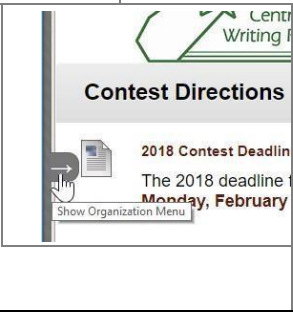 Centr
Writing
Contest Directions
2018 Contest Deadlin
The 2018 deadline
Monday, February
Show Organization Menu